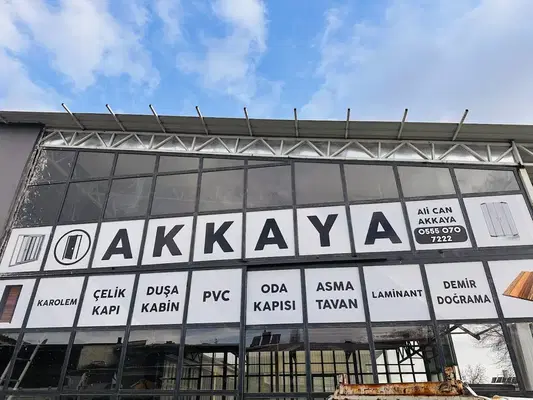 AKKAYA
Ali CAN
AKKAYA
0555 070
7222
KAROLEM
ÇELİK
KAPI
DUŞA
KABİN
PVC
ODA
KAPISI
ASMA
TAVAN
LAMİNANT
DEMİR
DOĞRAMA